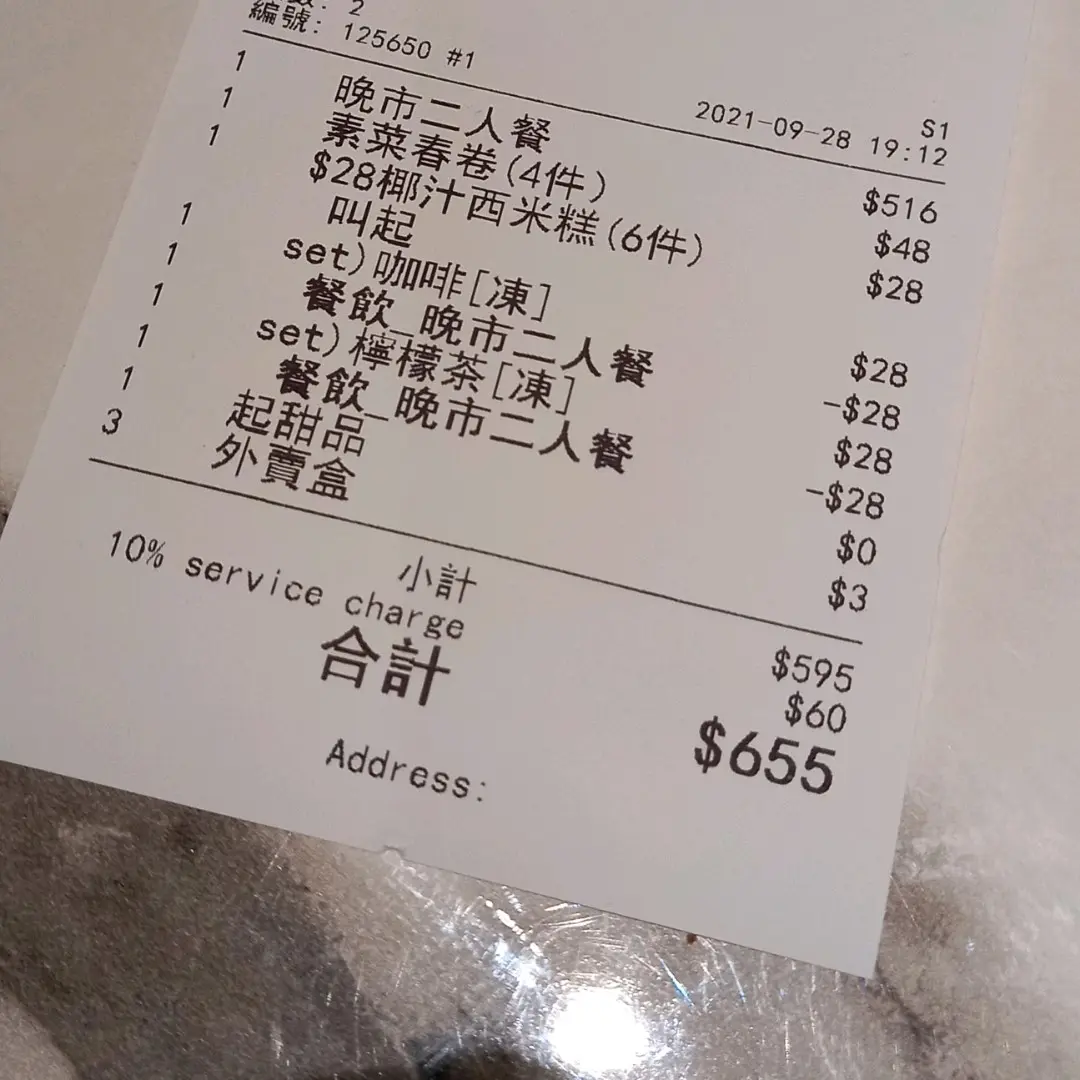 數: 2
編號: 125650 #1
S1
2021-09-28 19:12
1 晚市二人餐 $516
1 素菜春卷(4件) $48
1 $28椰汁西米糕(6件) $28
叫起
1 set)咖啡[凍] $28
1 餐飲_晚市二人餐 -$28
1 set)檸檬茶[凍] $28
1 餐飲_晚市二人餐 -$28
1 起甜品 $0
3 外賣盒 $3
小計 $595
10% service charge $60
合計 $655
Address: